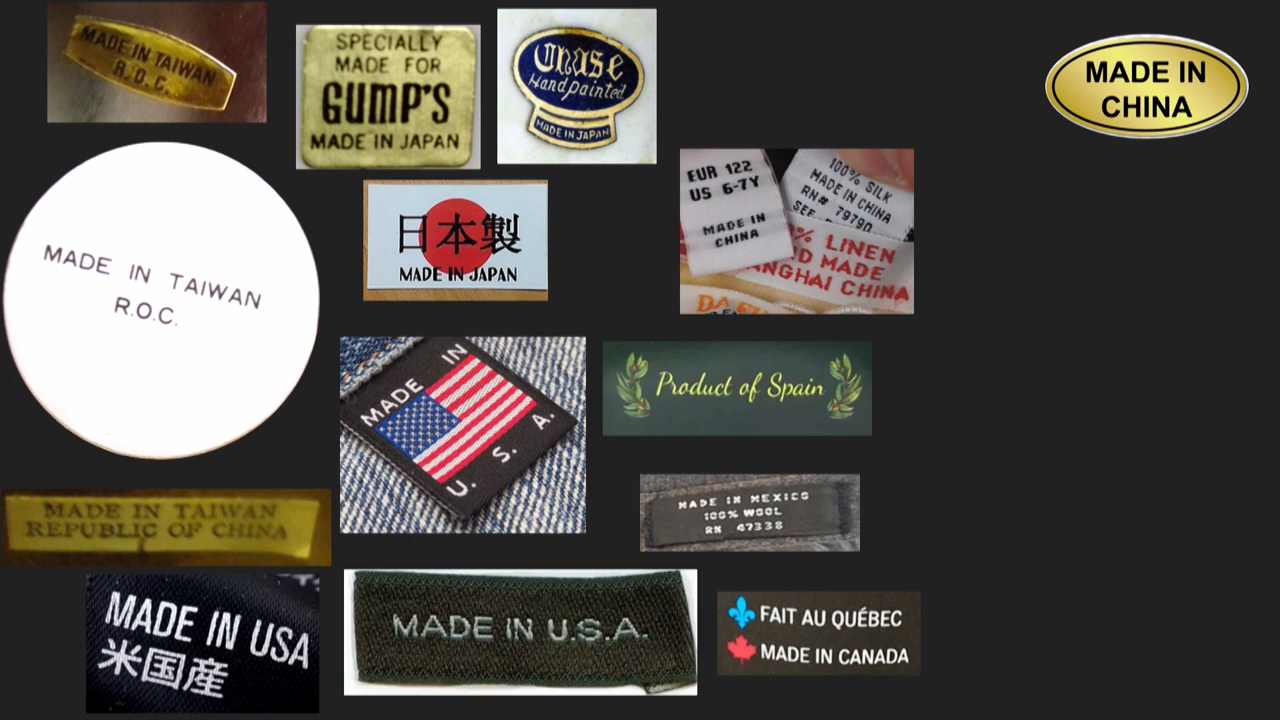 MADE IN TAIWAN
R.O.C.
SPECIALLY
MADE FOR
GUMP'S
MADE IN JAPAN
Chase
Handpainted
MADE IN JAPAN
MADE IN
CHINA
日本製
MADE IN JAPAN
EUR 122
US 6-7Y
MADE IN
CHINA
100% SILK
MADE IN CHINA
RN# 79790
SEE
% LINEN
D MADE
ANGHAI CHINA
DA
MADE IN TAIWAN
R.O.C.
MADE IN U.S.A.
Product of Spain
MADE IN MEXICO
100% WOOL
RN 47338
MADE IN TAIWAN
REPUBLIC OF CHINA
MADE IN USA
米国産
MADE IN U.S.A.
FAIT AU QUÉBEC
MADE IN CANADA